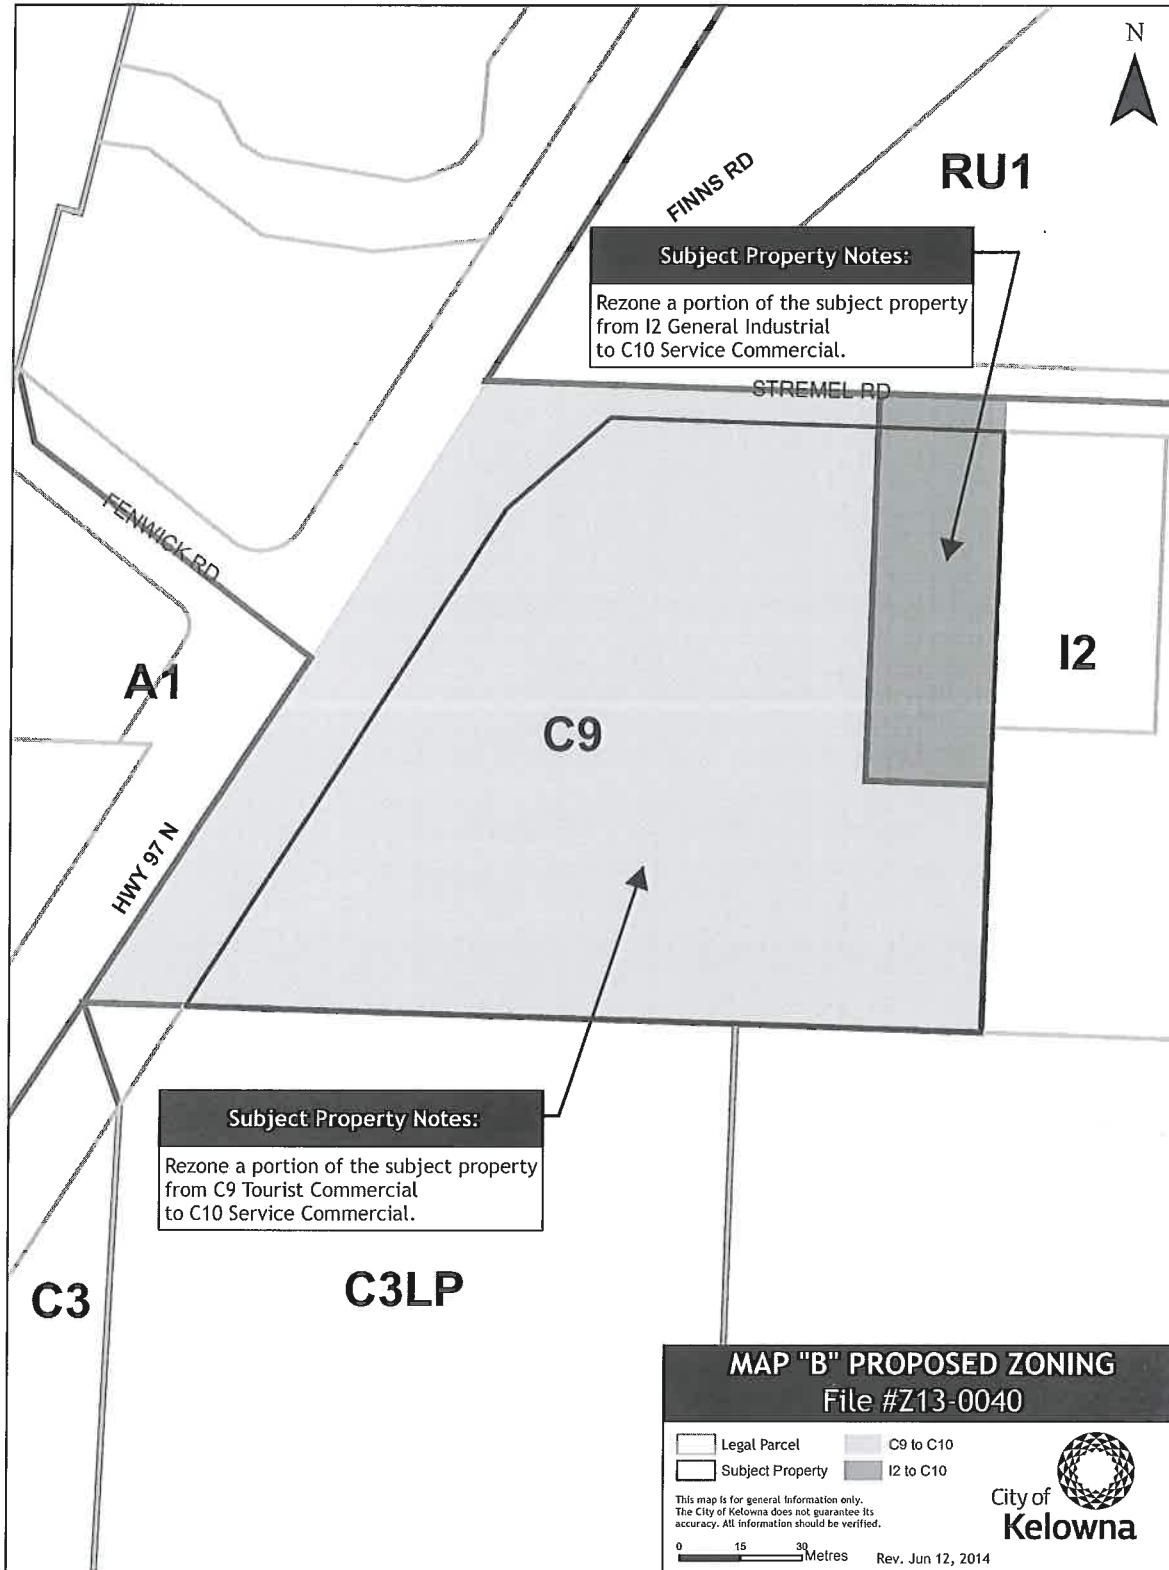 N
RU1
FINNS RD
Subject Property Notes:
Rezone a portion of the subject property
from I2 General Industrial
to C10 Service Commercial.
STREMEL RD
FENWICK RD
A1
I2
C9
HWY 97 N
Subject Property Notes:
Rezone a portion of the subject property
from C9 Tourist Commercial
to C10 Service Commercial.
C3
C3LP
MAP "B" PROPOSED ZONING
File #Z13-0040
Legal Parcel
C9 to C10
Subject Property
I2 to C10
This map is for general information only.
The City of Kelowna does not guarantee its
accuracy. All information should be verified.
City of
Kelowna
0 15 30 Metres
Rev. Jun 12, 2014